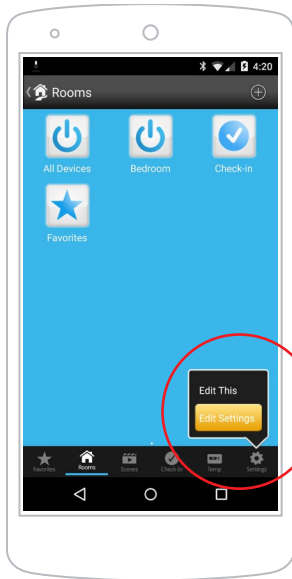 4:20
Rooms
All Devices
Bedroom
Check-in
Favorites
Edit This
Edit Settings
Favorites
Rooms
Scenes
Check-In
Temp
Settings